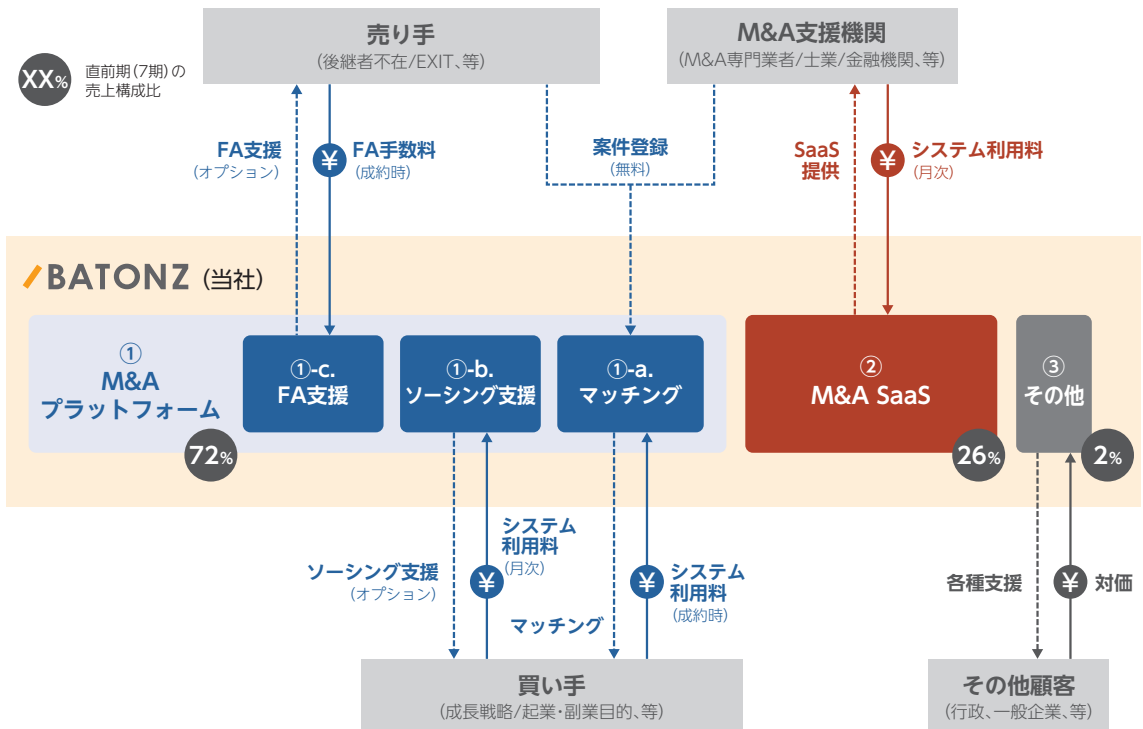 売り手
(後継者不在/EXIT、等)
M&A支援機関
(M&A専門業者/士業/金融機関、等)
XX%
直前期(7期)の
売上構成比
FA支援
(オプション)
¥
FA手数料
(成約時)
案件登録
(無料)
SaaS
提供
¥
システム利用料
(月次)
BATONZ (当社)
①
M&A
プラットフォーム
72%
①-c.
FA支援
①-b.
ソーシング支援
①-a.
マッチング
②
M&A SaaS
26%
③
その他
2%
ソーシング支援
(オプション)
¥
システム
利用料
(月次)
マッチング
¥
システム
利用料
(成約時)
各種支援
¥
対価
買い手
(成長戦略/起業・副業目的、等)
その他顧客
(行政、一般企業、等)